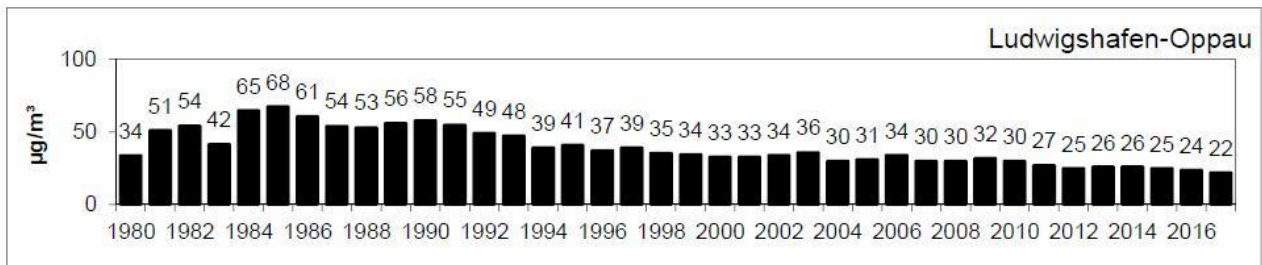 Ludwigshafen-Oppau
100
50
0
µg/m³
34 51 54 42 65 68 61 54 53 56 58 55 49 48 39 41 37 39 35 34 33 33 34 36 30 31 34 30 30 32 30 27 25 26 26 25 24 22
1980 1982 1984 1986 1988 1990 1992 1994 1996 1998 2000 2002 2004 2006 2008 2010 2012 2014 2016